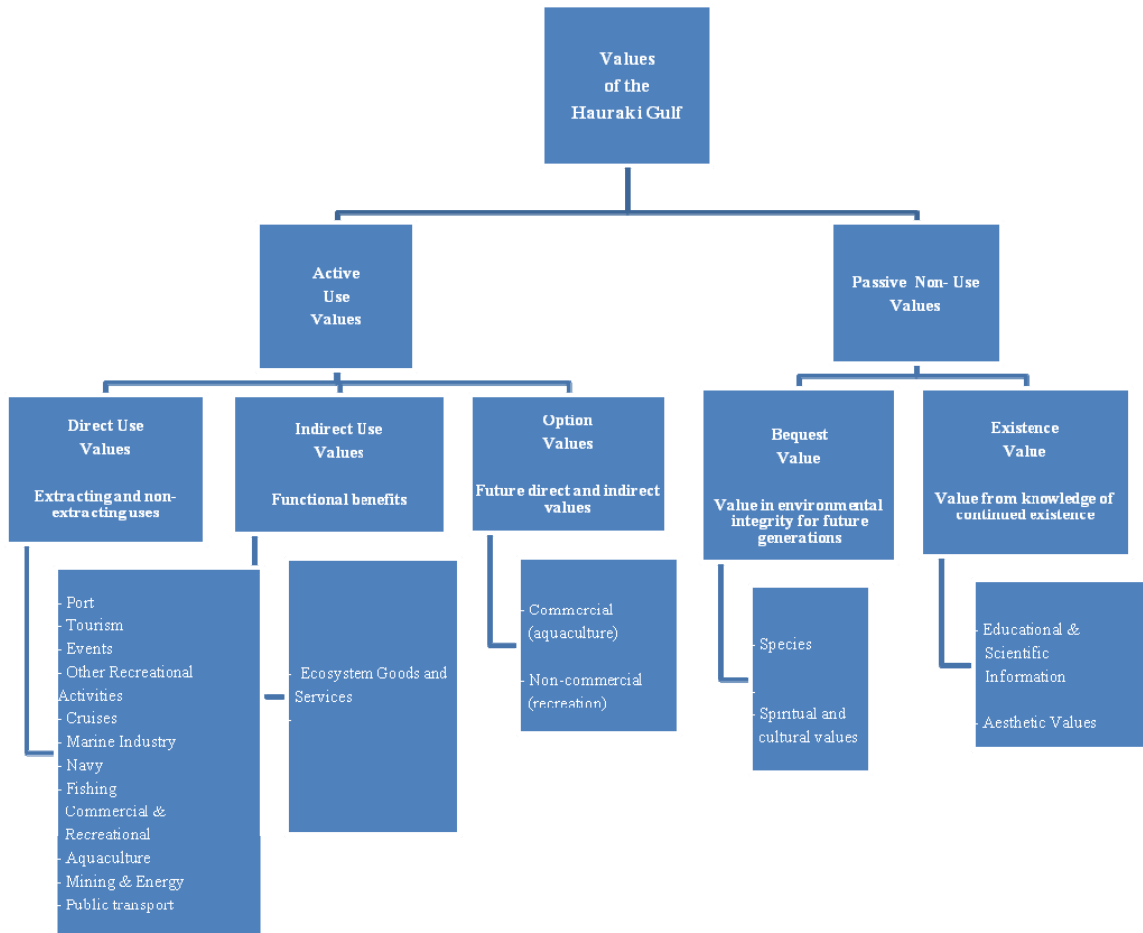 Values
of the
Hauraki Gulf
Active
Use
Values
Passive Non- Use
Values
Direct Use
Values
Extracting and non-
extracting uses
Indirect Use
Values
Functional benefits
Option
Values
Future direct and indirect
values
Bequest
Value
Value in environmental
integrity for future
generations
Existence
Value
Value from knowledge of
continued existence
- Port
- Tourism
- Events
- Other Recreational
Activities
- Cruises
- Marine Industry
- Navy
- Fishing
Commercial &
Recreational
- Aquaculture
- Mining & Energy
- Public transport
- Ecosystem Goods and
Services
-
- Commercial
(aquaculture)
- Non-commercial
(recreation)
- Species
-
- Spiritual and
cultural values
- Educational &
Scientific
Information
- Aesthetic Values